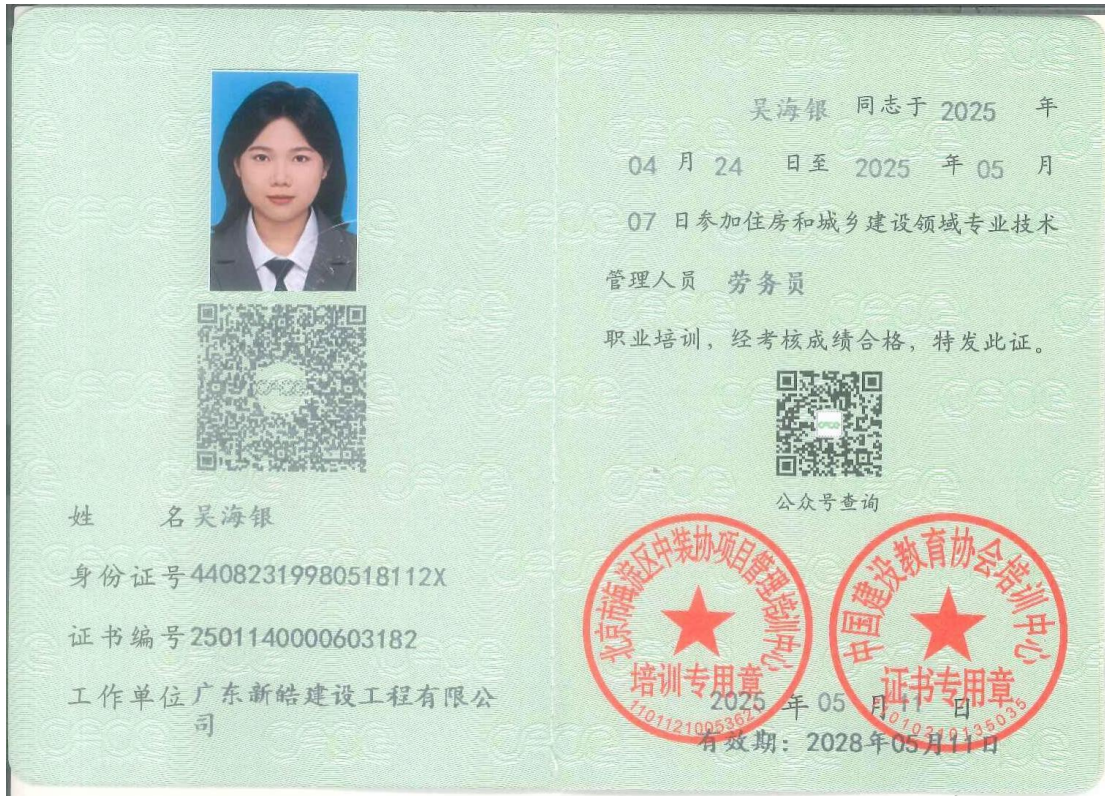 姓 名吴海银
身份证号44082319980518112X
证书编号2501140000603182
工作单位广东新皓建设工程有限公
司
吴海银 同志于 2025 年
04 月 24 日至 2025 年 05 月
07 日参加住房和城乡建设领域专业技术
管理人员 劳务员
职业培训，经考核成绩合格，特发此证。
公众号查询
北京市海淀区中装协项目管理培训中心
培训专用章
中国建设教育协会培训中心
证书专用章
2025 年 05 月 11 日
有效期：2028年05月11日